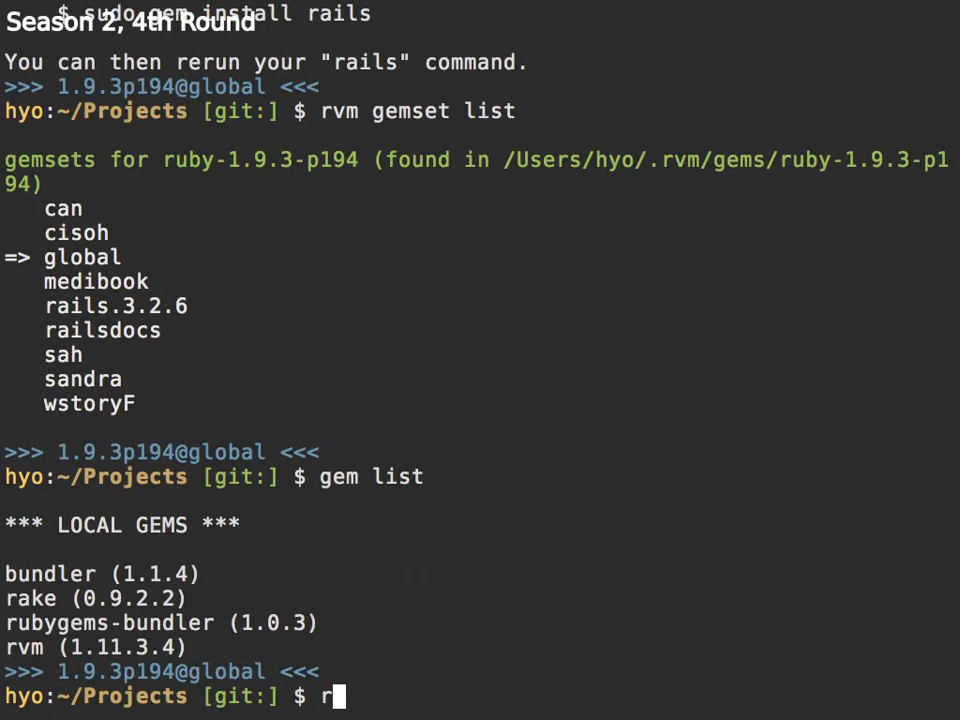 $ sudo gem install rails
Season 2, 4th Round
You can then rerun your "rails" command.
>>> 1.9.3p194@global <<<
hyo:~/Projects [git:] $ rvm gemset list
gemsets for ruby-1.9.3-p194 (found in /Users/hyo/.rvm/gems/ruby-1.9.3-p1
94)
can
cisoh
=> global
medibook
rails.3.2.6
railsdocs
sah
sandra
wstoryF
>>> 1.9.3p194@global <<<
hyo:~/Projects [git:] $ gem list
*** LOCAL GEMS ***
bundler (1.1.4)
rake (0.9.2.2)
rubygems-bundler (1.0.3)
rvm (1.11.3.4)
>>> 1.9.3p194@global <<<
hyo:~/Projects [git:] $ r